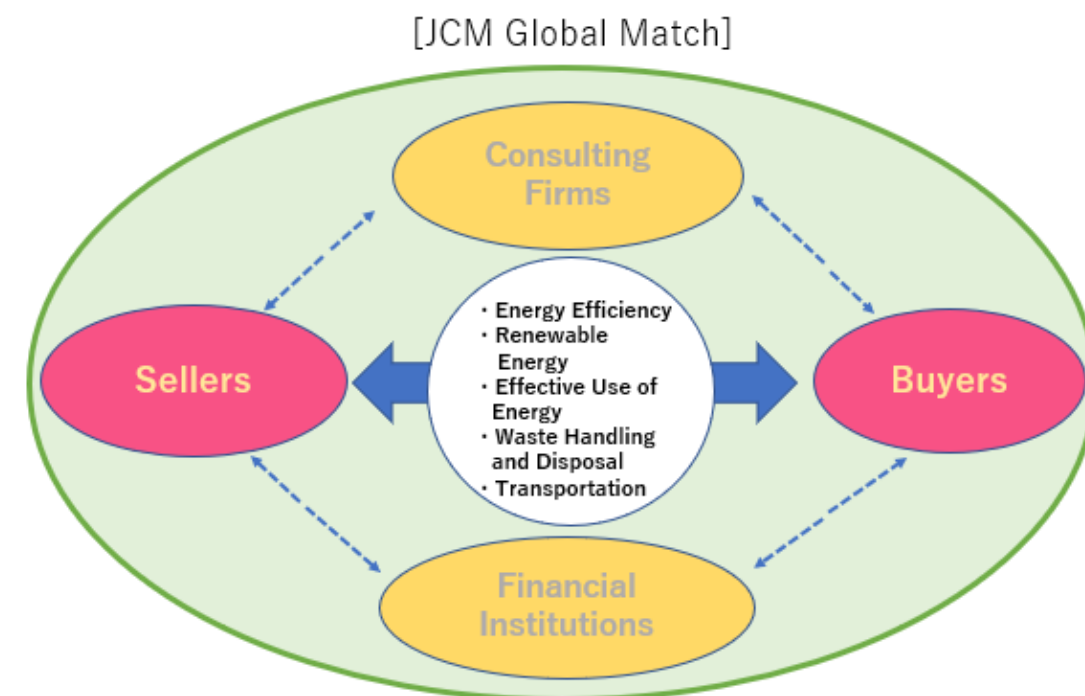 [JCM Global Match]
Consulting
Firms
Sellers
・Energy Efficiency
・Renewable
Energy
・Effective Use of
Energy
・Waste Handling
and Disposal
・Transportation
Buyers
Financial
Institutions